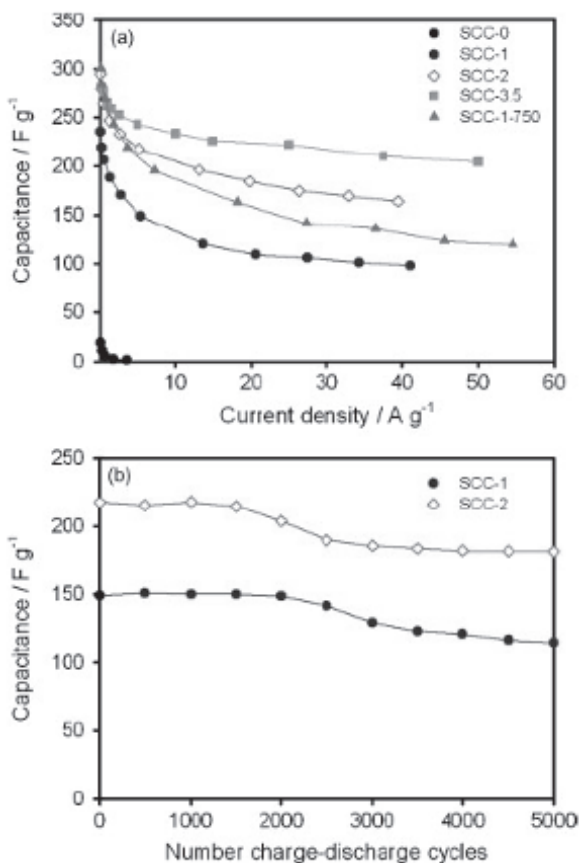 (a)
SCC-0
SCC-1
SCC-2
SCC-3.5
SCC-1-750
350
300
250
200
150
100
50
0
Capacitance / F g⁻¹
10 20 30 40 50 60
Current density / A g⁻¹
(b)
SCC-1
SCC-2
250
200
150
100
50
0
Capacitance / F g⁻¹
0 1000 2000 3000 4000 5000
Number charge-discharge cycles